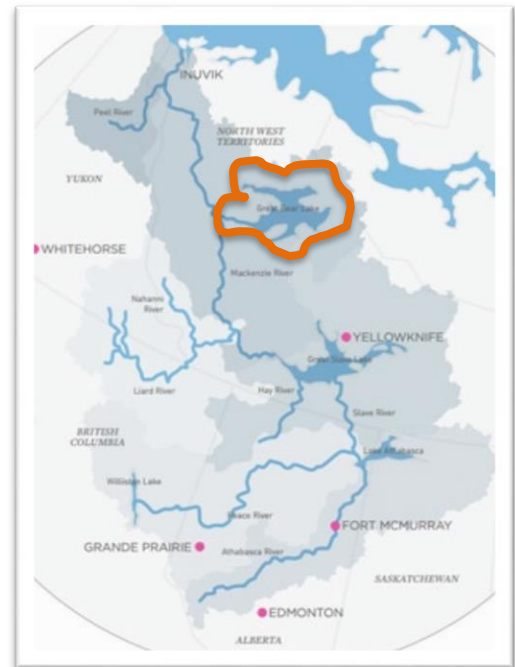 INUVIK
Peel River
NORTH WEST
TERRITORIES
YUKON
Great Bear Lake
WHITEHORSE
Mackenzie River
Nahanni
River
YELLOWKNIFE
Great Slave Lake
Liard River
Hay River
Slave River
BRITISH
COLUMBIA
Lake Athabasca
Williston Lake
Peace River
FORT MCMURRAY
GRANDE PRAIRIE
Athabasca River
SASKATCHEWAN
EDMONTON
ALBERTA